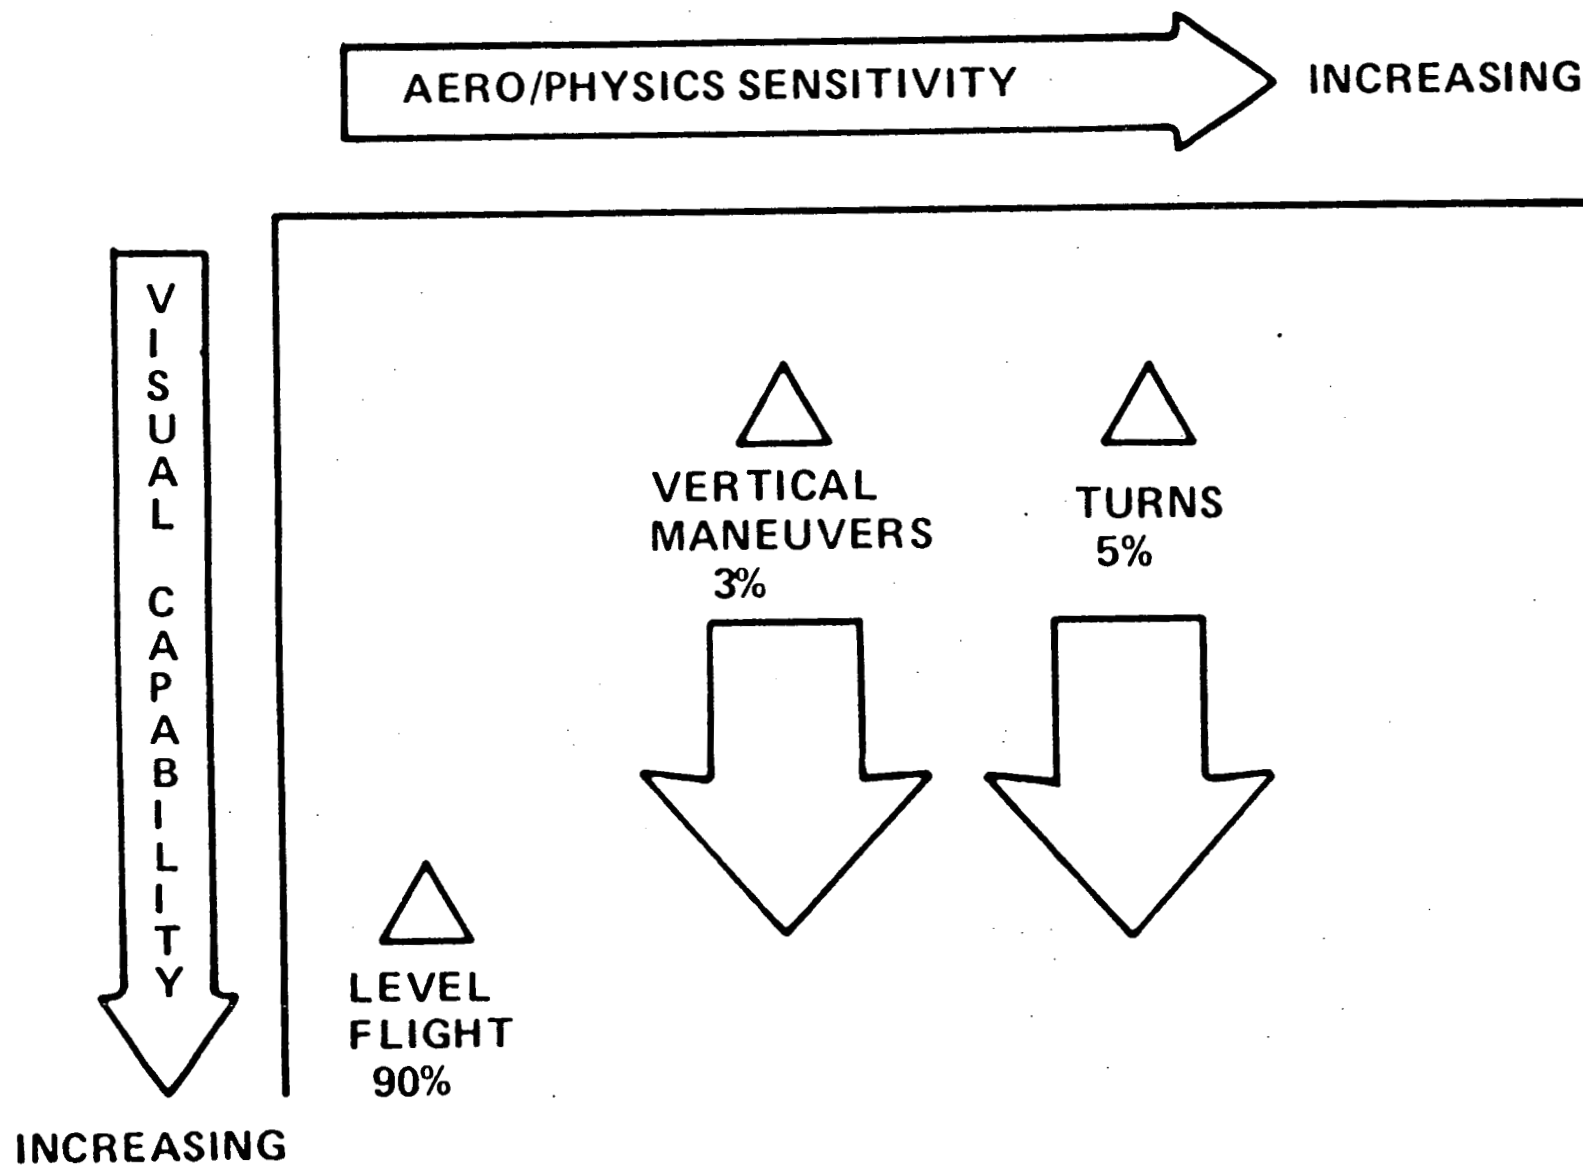 AERO/PHYSICS SENSITIVITY
INCREASING
VISUAL CAPABILITY
VERTICAL
MANEUVERS
3%
TURNS
5%
LEVEL
FLIGHT
90%
INCREASING